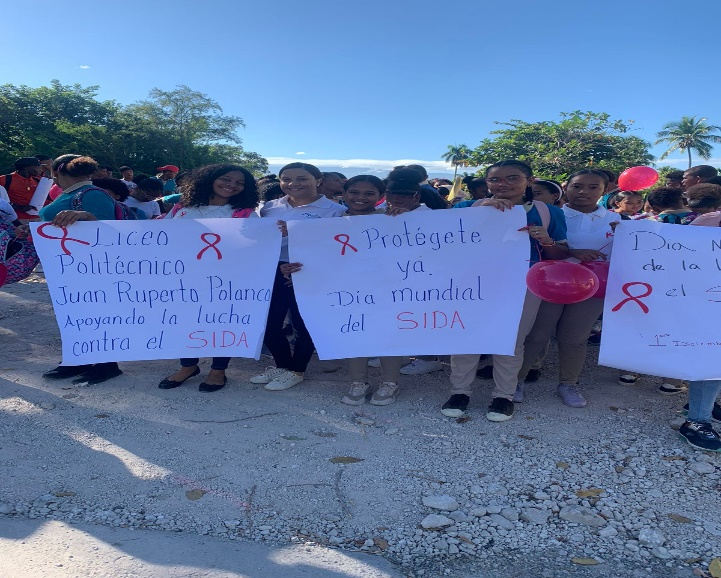 Liceo
Politécnico
Juan Ruperto Polanco
Apoyando la lucha
contra el SIDA
Protégete
ya.
Dia mundial
del SIDA
Dia
de la
el
1ero